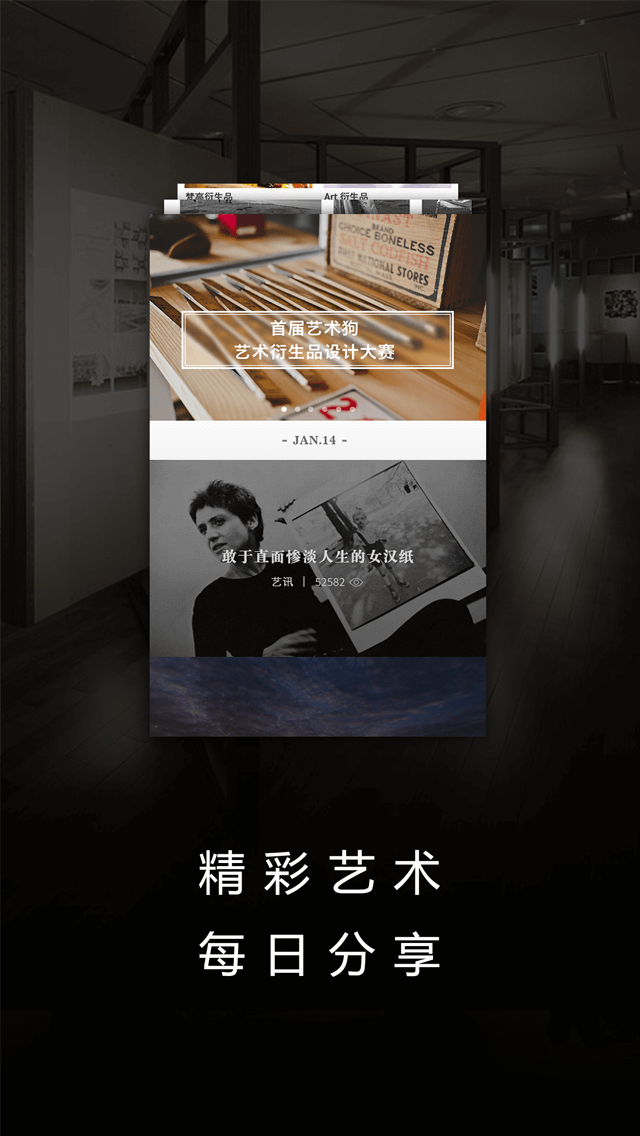 梵高衍生品
Art 衍生品
BRAND
CHOICE BONELESS
SALT CODFISH
NATIONAL STORES
首届艺术狗
艺术衍生品设计大赛
- JAN.14 -
敢于直面惨淡人生的女汉纸
艺讯 | 52582
精彩艺术
每日分享